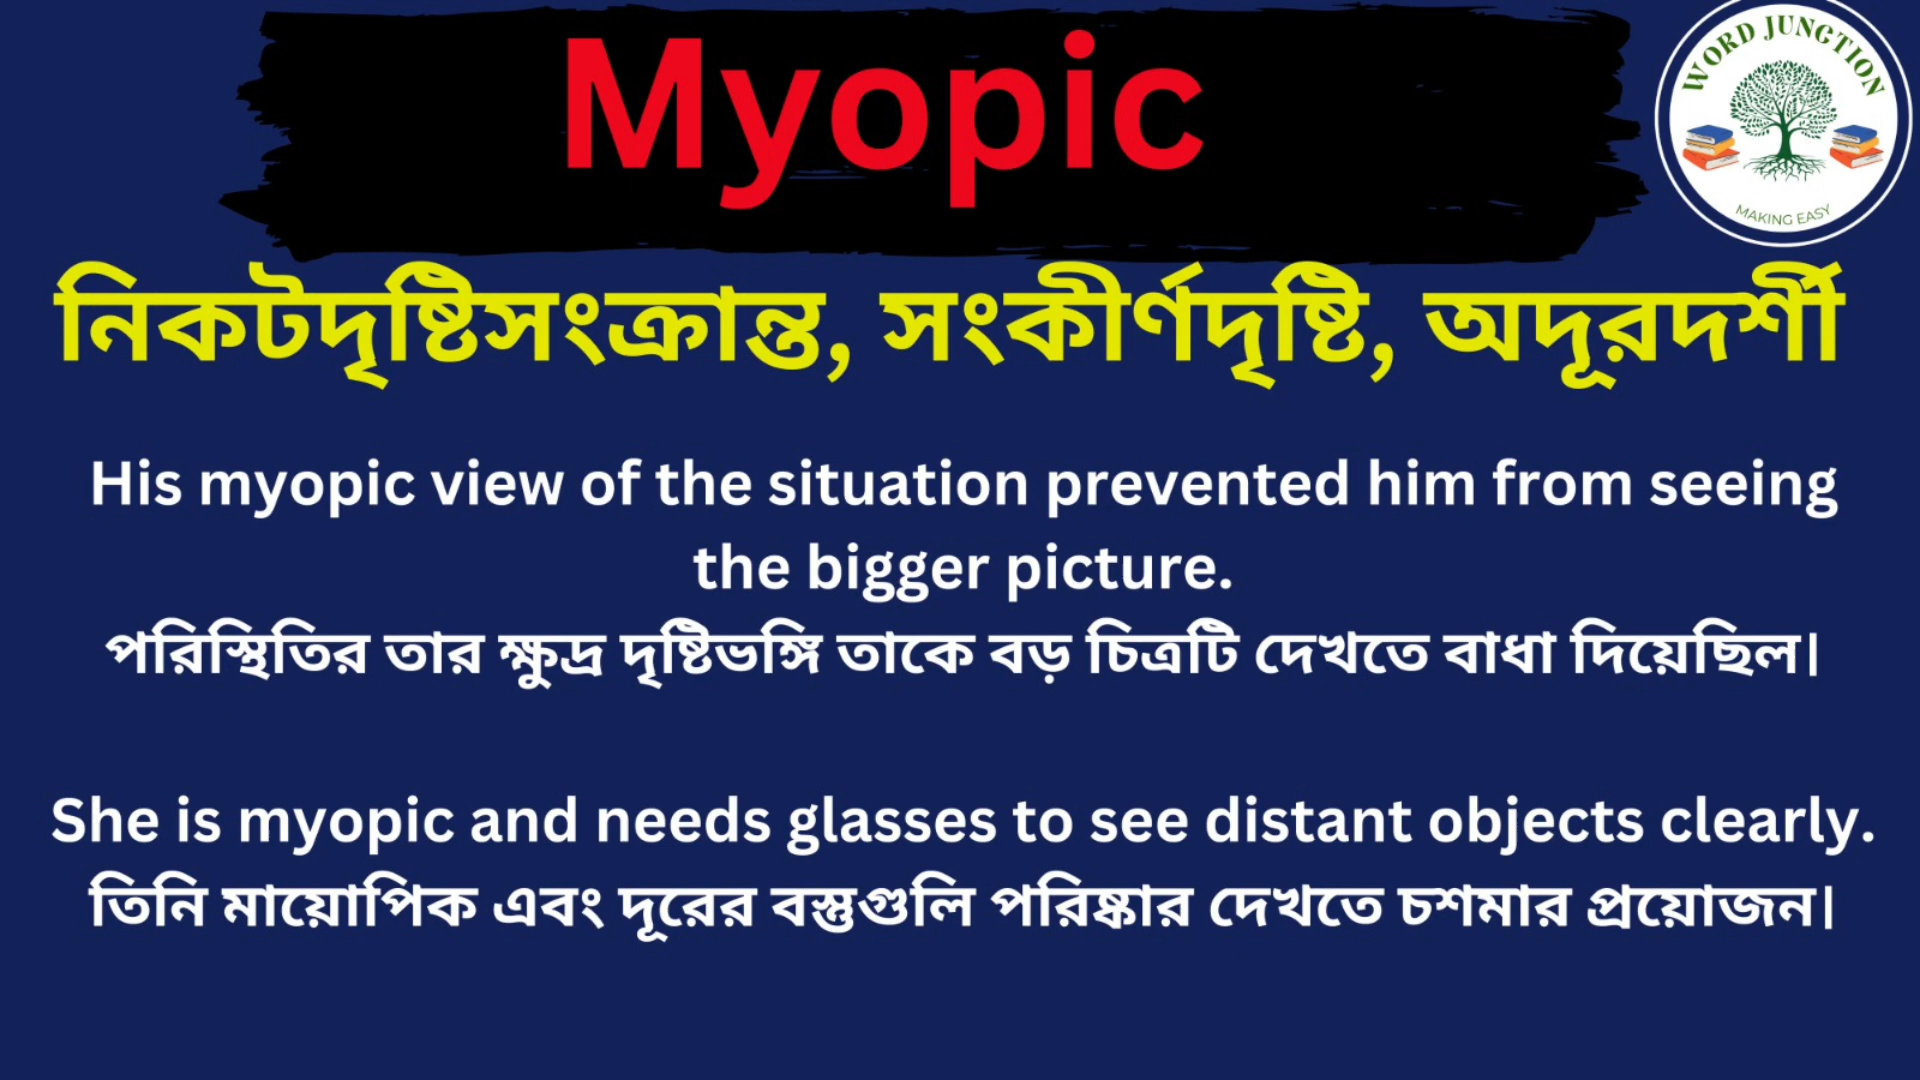 Myopic
WORD JUNCTION
MAKING EASY
নিকটদৃষ্টিসংক্রান্ত, সংকীর্ণদৃষ্টি, অদূরদর্শী
His myopic view of the situation prevented him from seeing
the bigger picture.
পরিস্থিতির তার ক্ষুদ্র দৃষ্টিভঙ্গি তাকে বড় চিত্রটি দেখতে বাধা দিয়েছিল।
She is myopic and needs glasses to see distant objects clearly.
তিনি মায়োপিক এবং দূরের বস্তুগুলি পরিষ্কার দেখতে চশমার প্রয়োজন।